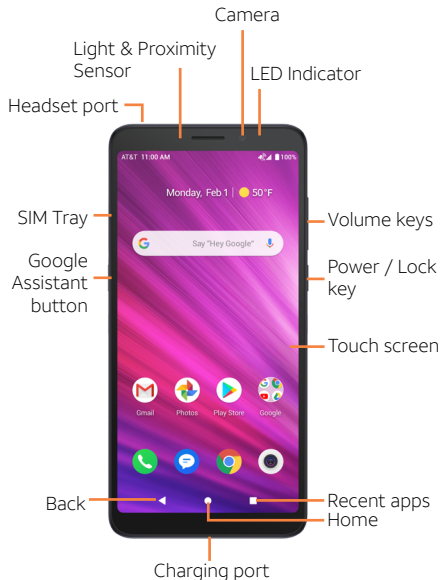 Camera
Light & Proximity
Sensor
LED Indicator
Headset port
AT&T 11:00 AM
100%
Monday, Feb 1
50°F
SIM Tray
Volume keys
G
Say "Hey Google"
Google
Assistant
button
Power / Lock
key
Touch screen
Gmail
Photos
Play Store
Google
Back
Recent apps
Home
Charging port